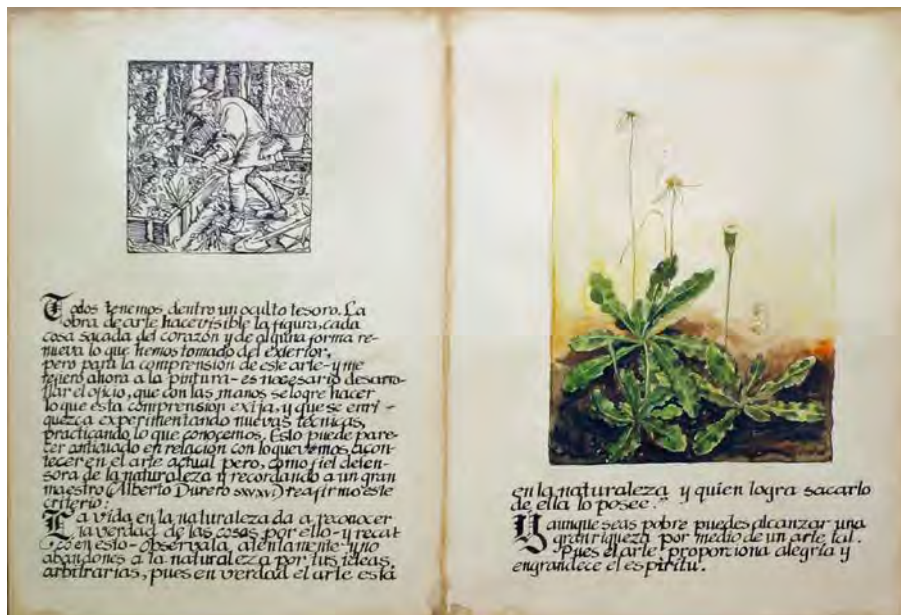 Todos tenemos dentro un oculto tesoro. La
obra de arte hace visible la figura, cada
cosa sacada del corazón y de alguna forma re-
nueva lo que hemos tomado del exterior,
pero para la comprensión de este arte-y me
refiero ahora a la pintura-es necesario desarro-
llar el oficio, que con las manos se logre hacer
lo que esta comprensión exija, y que se enri-
quezca experimentando nuevas técnicas,
practicando lo que conocemos. Esto puede pare-
cer anticuado en relación con lo que vemos acon-
tecer en el arte actual pero, como fiel defen-
sora de la naturaleza y recordando a un gran
maestro (Alberto Durero sxv.xvi) reafirmo este
criterio:
La vida en la naturaleza da a reconocer
la verdad de las cosas, por ello-y recal-
co en esto-obsérvala atentamente y no
abandones a la naturaleza por tus ideas,
arbitrarias, pues en verdad el arte está
en la naturaleza y quien logra sacarlo
de ella lo posee."
Y aunque seas pobre puedes alcanzar una
gran riqueza por medio de un arte tal.
Pues el arte proporciona alegría y
engrandece el espíritu.